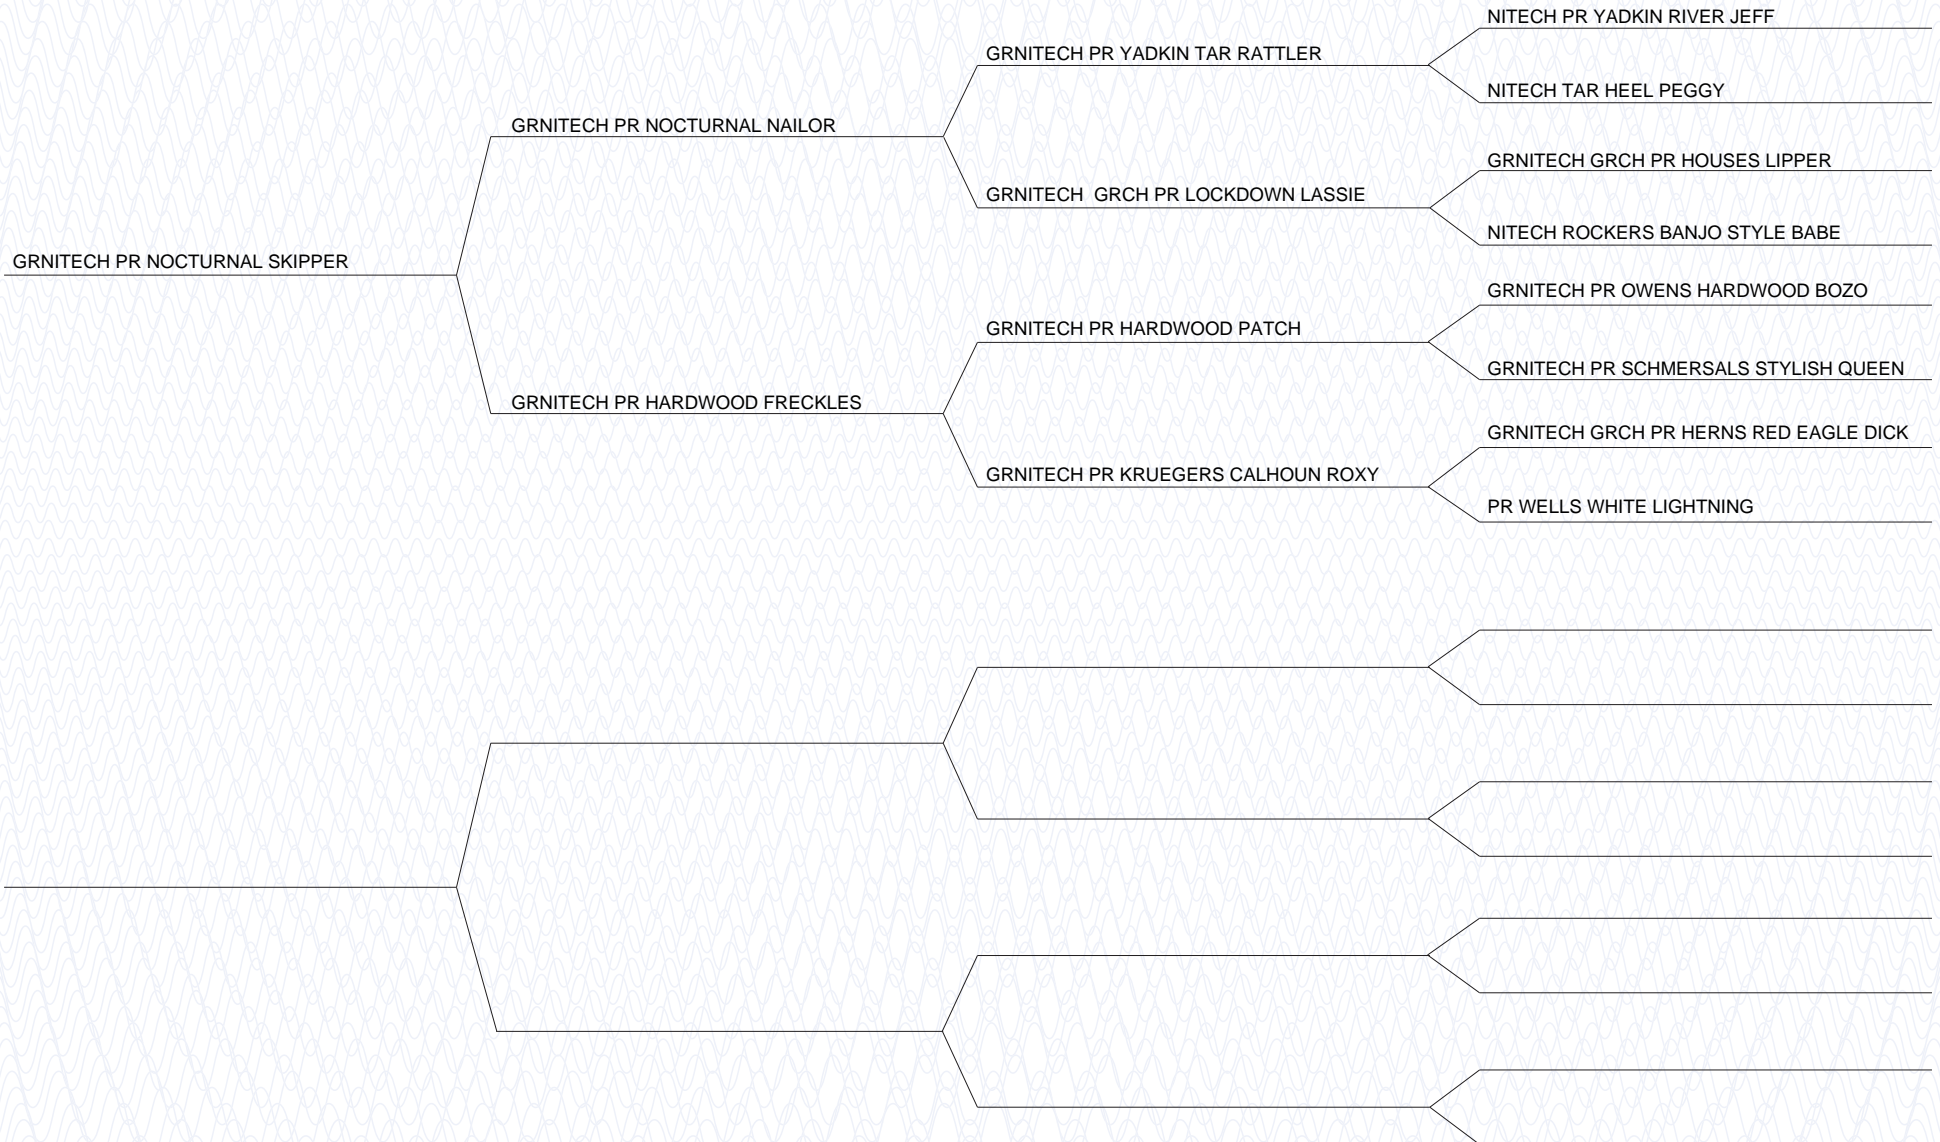 NITECH PR YADKIN RIVER JEFF
GRNITECH PR YADKIN TAR RATTLER
NITECH TAR HEEL PEGGY
GRNITECH PR NOCTURNAL NAILOR
GRNITECH GRCH PR HOUSES LIPPER
GRNITECH  GRCH PR LOCKDOWN LASSIE
NITECH ROCKERS BANJO STYLE BABE
GRNITECH PR NOCTURNAL SKIPPER
GRNITECH PR OWENS HARDWOOD BOZO
GRNITECH PR HARDWOOD PATCH
GRNITECH PR SCHMERSALS STYLISH QUEEN
GRNITECH PR HARDWOOD FRECKLES
GRNITECH GRCH PR HERNS RED EAGLE DICK
GRNITECH PR KRUEGERS CALHOUN ROXY
PR WELLS WHITE LIGHTNING